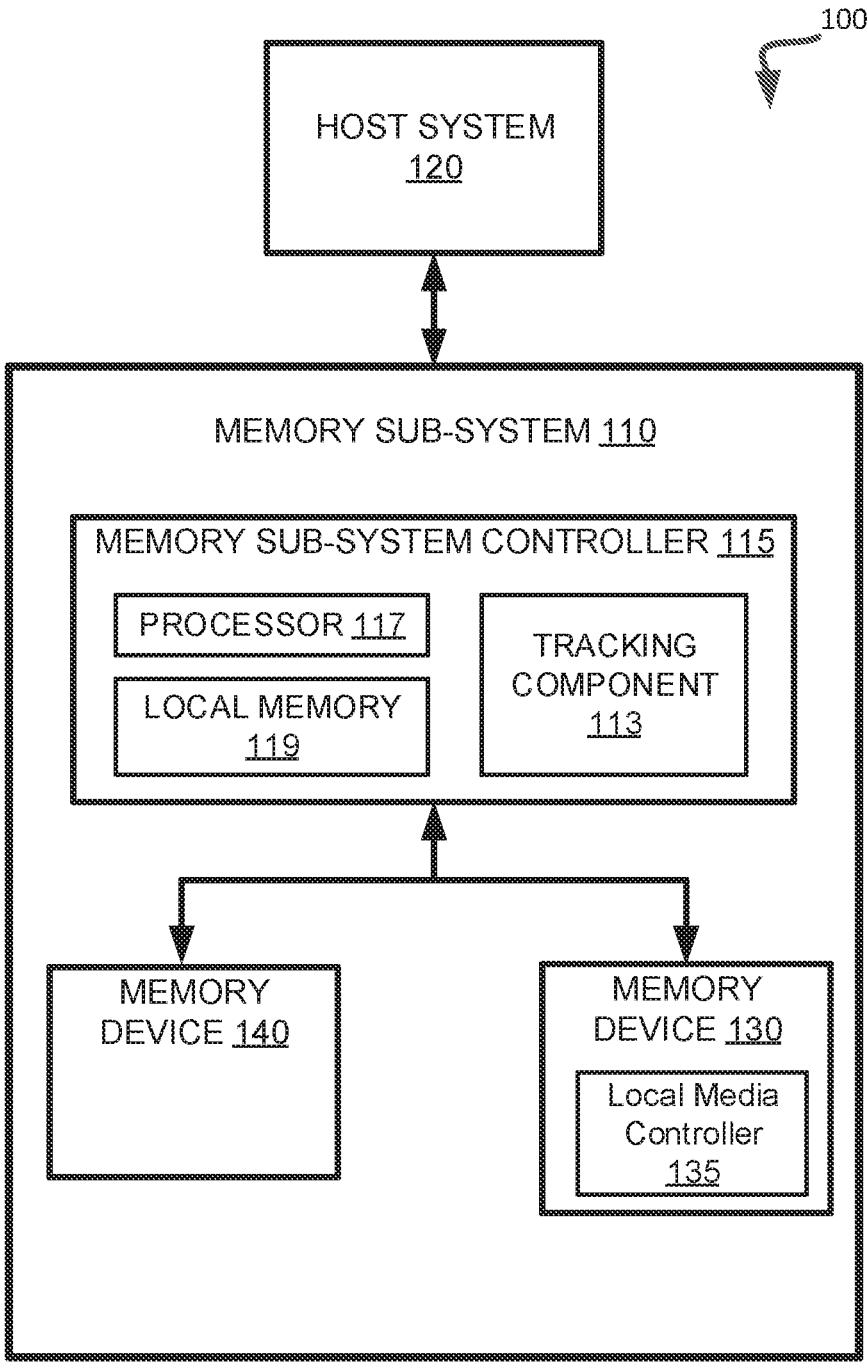 100
HOST SYSTEM
120
MEMORY SUB-SYSTEM 110
MEMORY SUB-SYSTEM CONTROLLER 115
PROCESSOR 117
LOCAL MEMORY
119
TRACKING
COMPONENT
113
MEMORY
DEVICE 140
MEMORY
DEVICE 130
Local Media
Controller
135